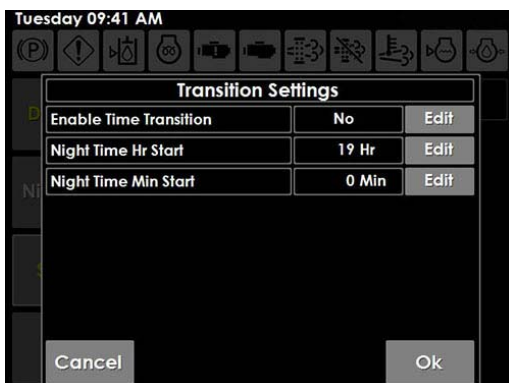 Tuesday 09:41 AM
(P)
Transition Settings
Enable Time Transition No Edit
Night Time Hr Start 19 Hr Edit
Night Time Min Start 0 Min Edit
D
Ni
S
Cancel Ok